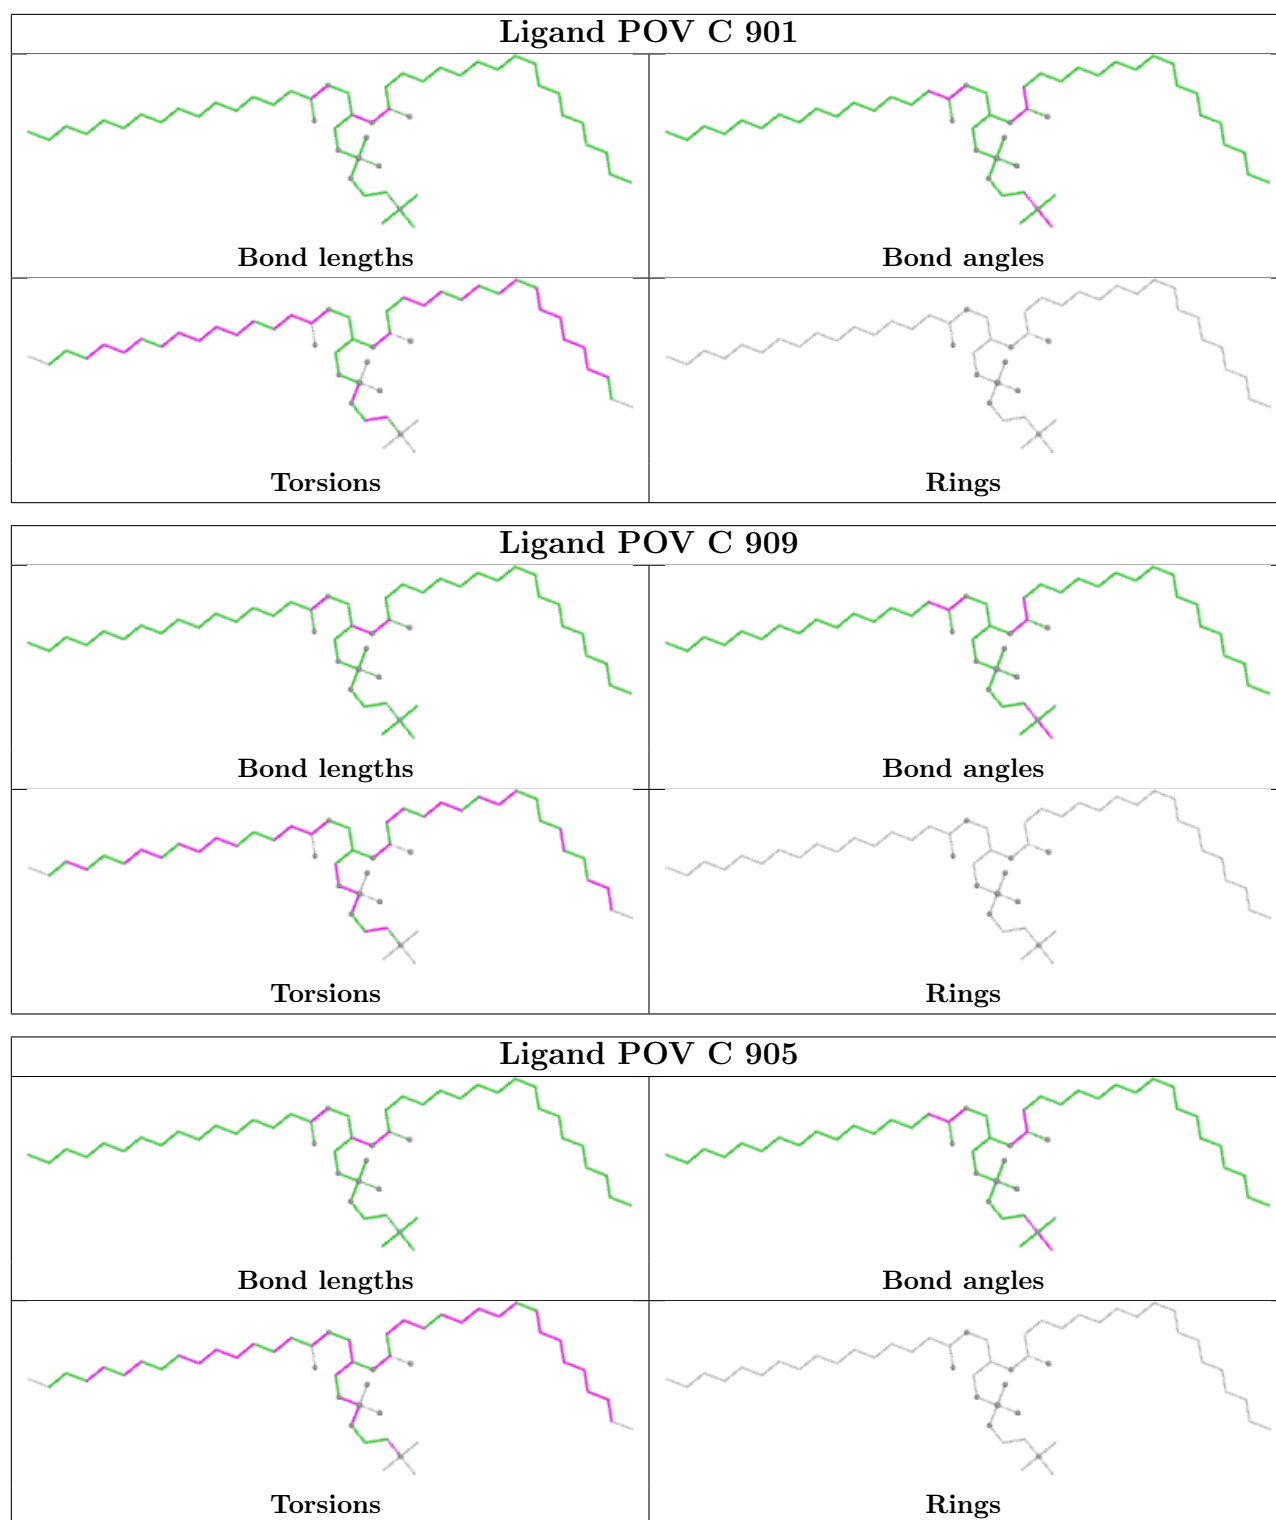 Ligand POV C 901
Bond lengths
Bond angles
Torsions
Rings
Ligand POV C 909
Bond lengths
Bond angles
Torsions
Rings
Ligand POV C 905
Bond lengths
Bond angles
Torsions
Rings